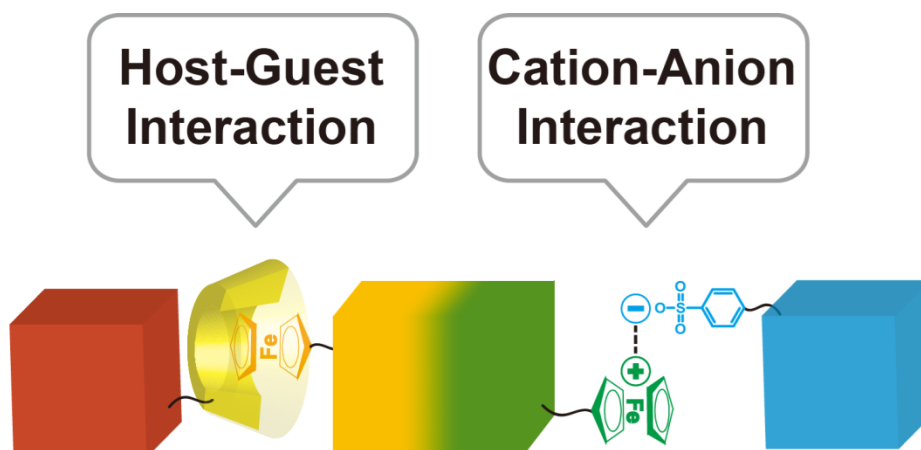 Host-Guest
Interaction
Cation-Anion
Interaction
Fe
− O S O O
+
Fe